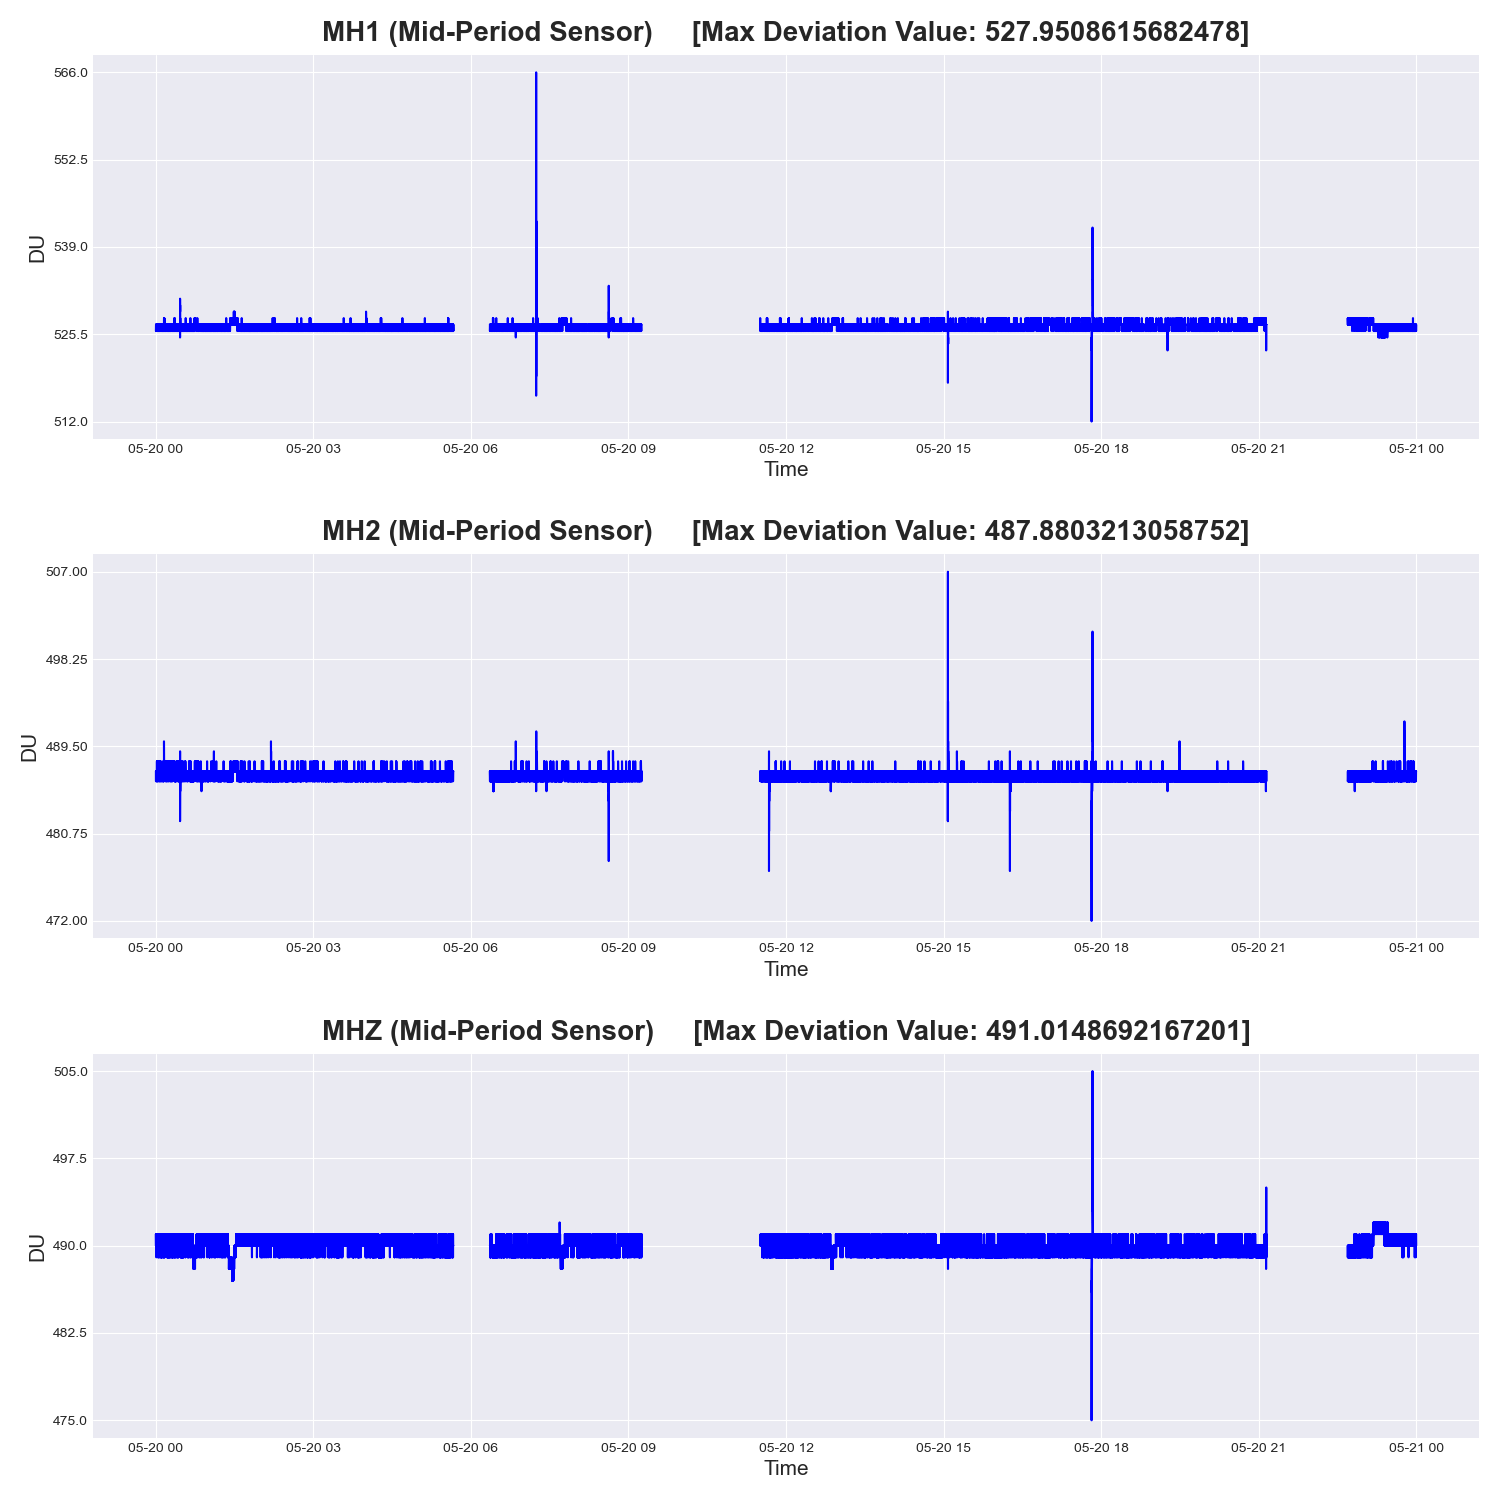 MH1 (Mid-Period Sensor) [Max Deviation Value: 527.9508615682478]
566.0
552.5
539.0
525.5
512.0
DU
05-20 00 05-20 03 05-20 06 05-20 09 05-20 12 05-20 15 05-20 18 05-20 21 05-21 00
Time
MH2 (Mid-Period Sensor) [Max Deviation Value: 487.8803213058752]
507.00
498.25
489.50
480.75
472.00
DU
05-20 00 05-20 03 05-20 06 05-20 09 05-20 12 05-20 15 05-20 18 05-20 21 05-21 00
Time
MHZ (Mid-Period Sensor) [Max Deviation Value: 491.0148692167201]
505.0
497.5
490.0
482.5
475.0
DU
05-20 00 05-20 03 05-20 06 05-20 09 05-20 12 05-20 15 05-20 18 05-20 21 05-21 00
Time